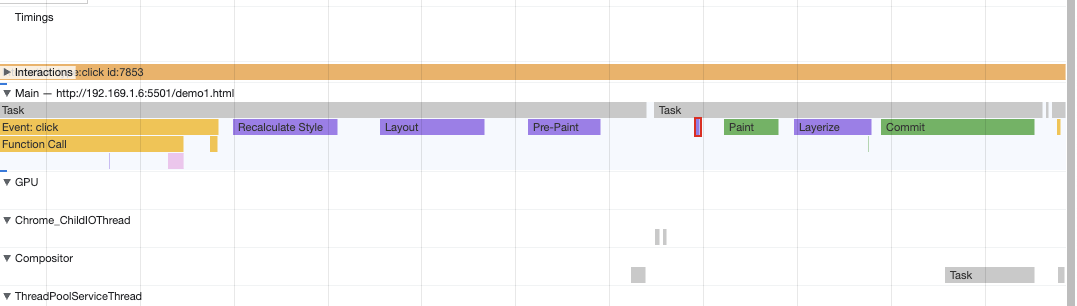 Timings
Interactions e:click id:7853
Main — http://192.169.1.6:5501/demo1.html
Task Task
Event: click Recalculate Style Layout Pre-Paint Paint Layerize Commit
Function Call
GPU
Chrome_ChildIOThread
Compositor
Task
ThreadPoolServiceThread